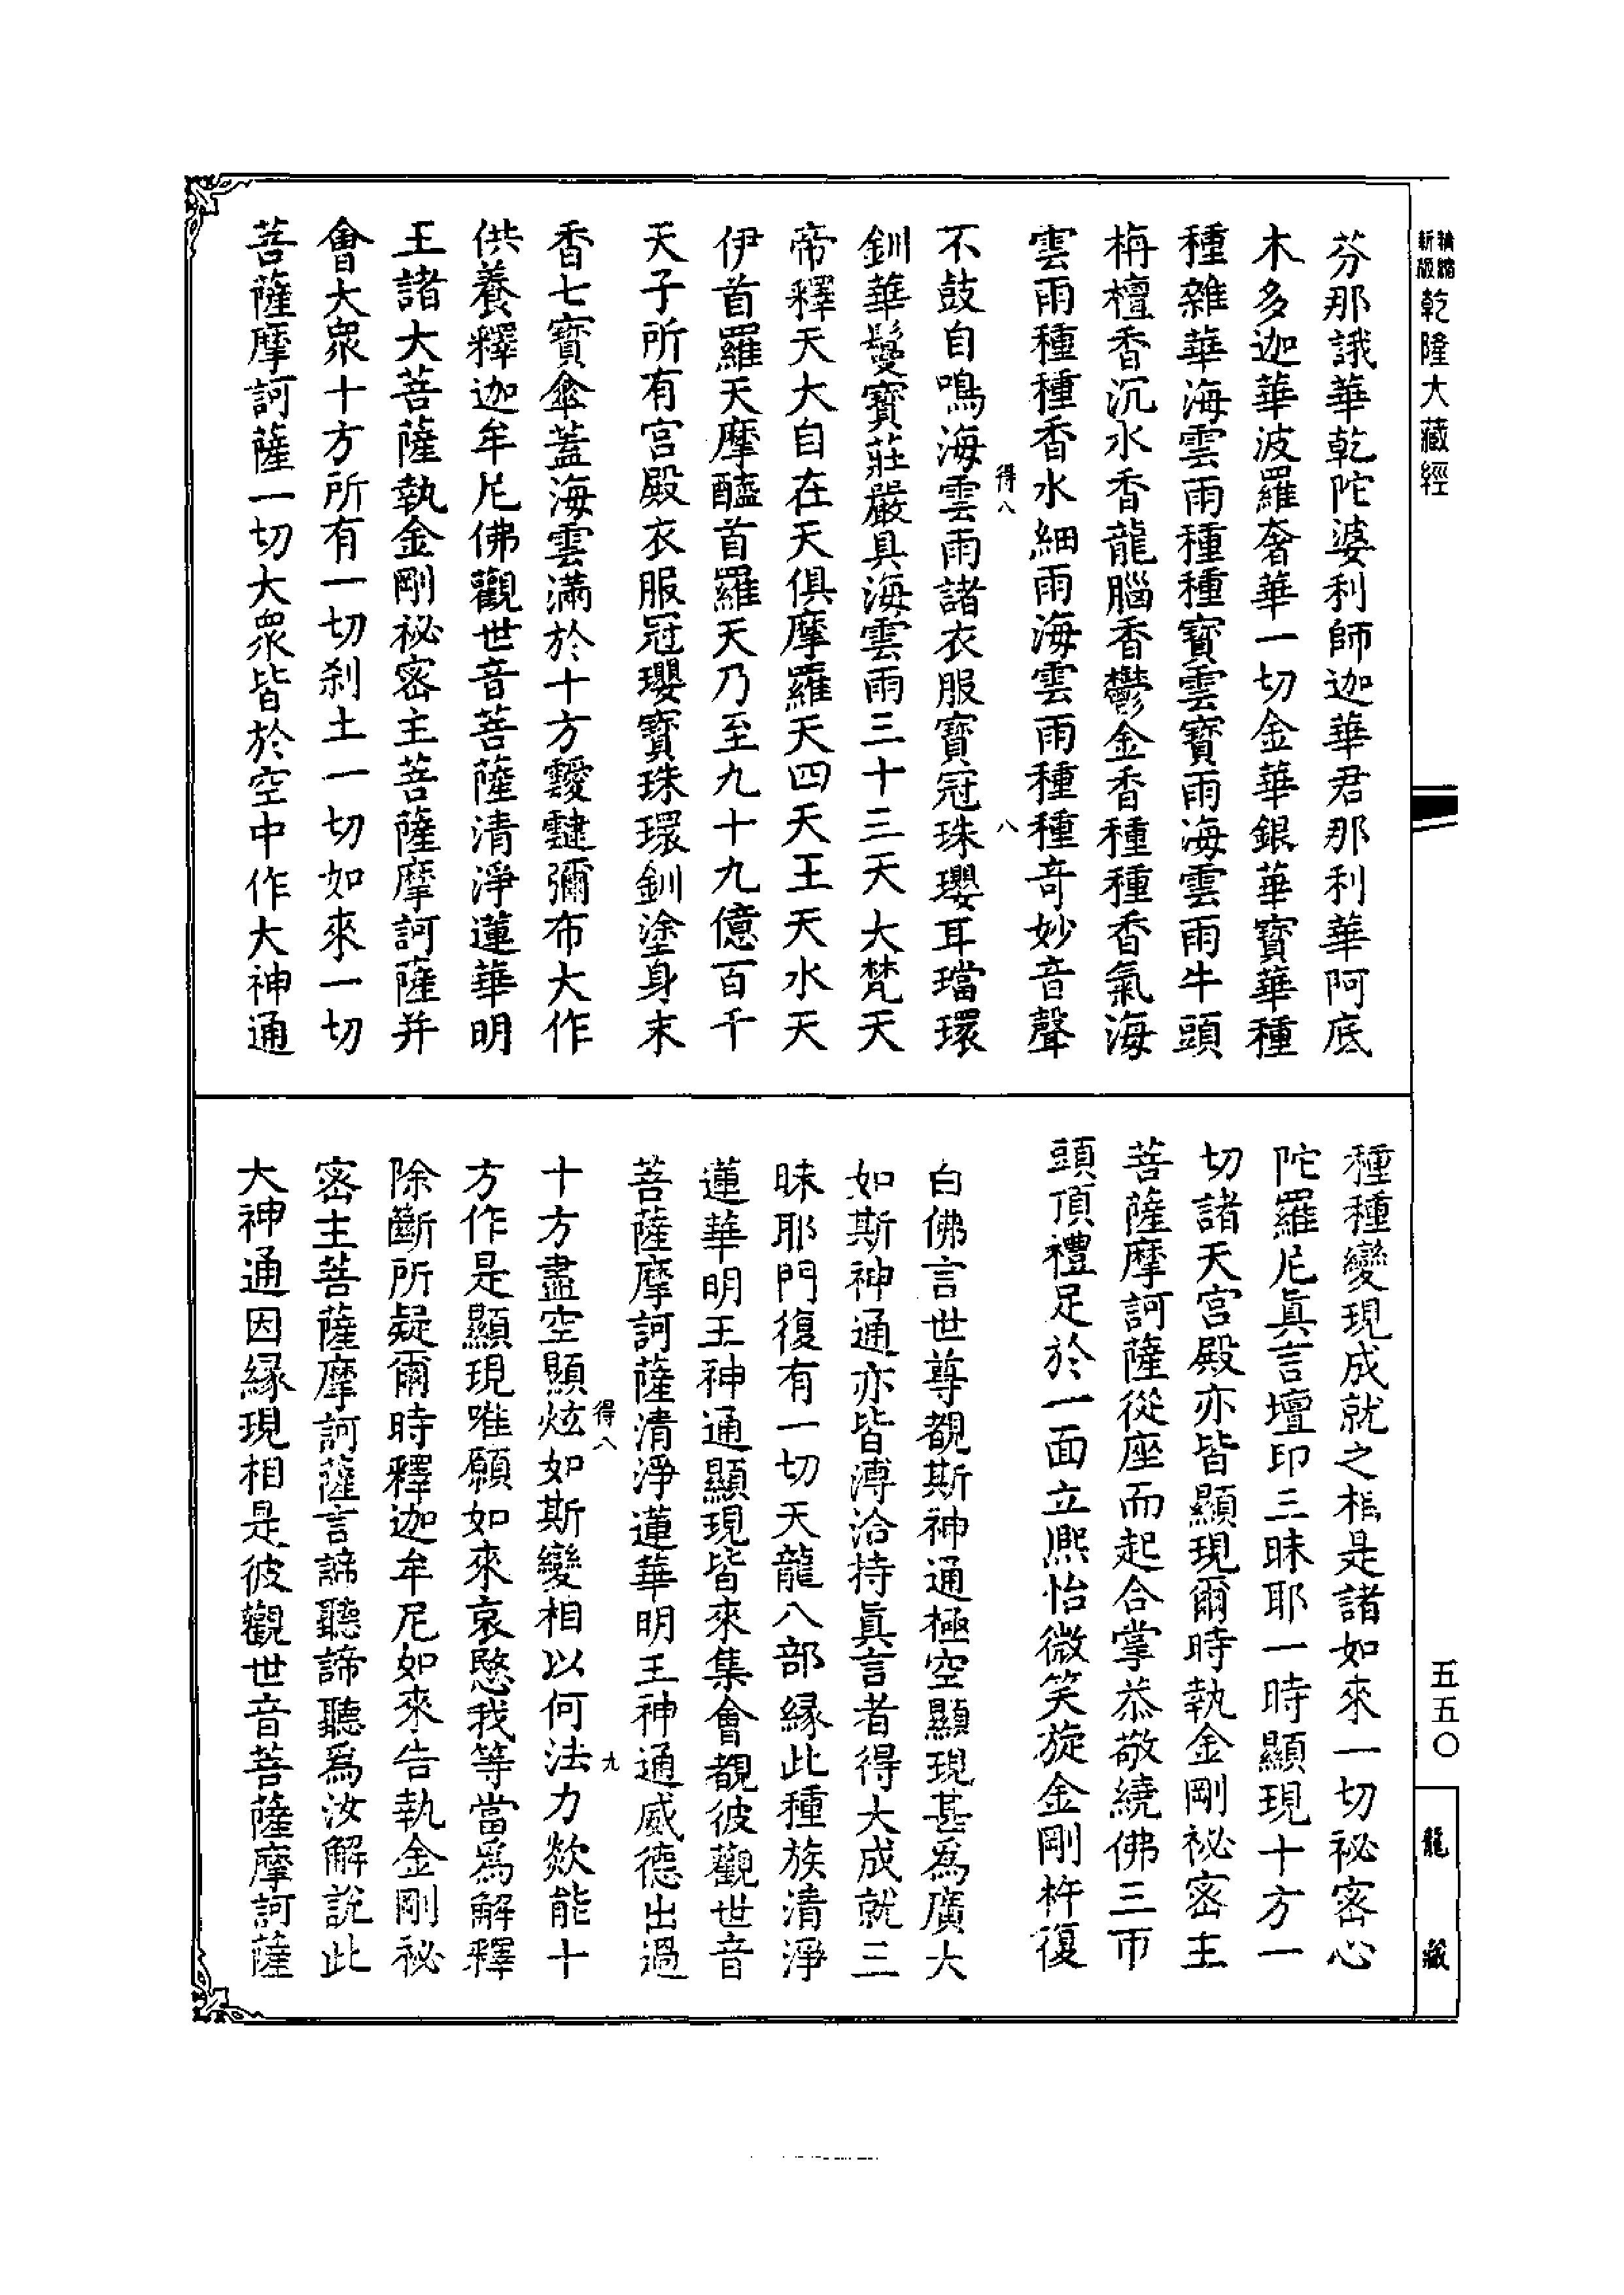 新版
乾隆大藏經
芬那誐華乾陀婆利師迦華君那利華阿底
木多迦華波羅奢華一切金華銀華寶華種
種雜華海雲雨種種寶雲寶雨海雲雨牛頭
栴檀香沉水香龍腦香鬱金香種種香氣海
雲雨種種香水細雨海雲雨種種奇妙音聲
得八
八
不鼓自鳴海雲雨諸衣服寶冠珠瓔耳璫環
釧華鬘寶莊嚴具海雲雨三十三天大梵天
帝釋天大自在天俱摩羅天四天王天水天
伊首羅天摩醯首羅天乃至九十九億百千
天子所有宮殿衣服冠瓔寶珠環釧塗身末
香七寶傘蓋海雲滿於十方靉靆彌布大作
供養釋迦牟尼佛觀世音菩薩清淨蓮華明
王諸大菩薩執金剛祕密主菩薩摩訶薩并
會大眾十方所有一切剎土一切如來一切
菩薩摩訶薩一切大眾皆於空中作大神通
種種變現成就之相是諸如來一切祕密心
陀羅尼真言壇印三昧耶一時顯現十方一
切諸天宮殿亦皆顯現爾時執金剛祕密主
菩薩摩訶薩從座而起合掌恭敬繞佛三帀
頭頂禮足於一面立熙怡微笑旋金剛杵復
白佛言世尊覩斯神通極空顯現甚為廣大
如斯神通亦皆溥洽持真言者得大成就三
昧耶門復有一切天龍八部緣此種族清淨
蓮華明王神通顯現皆來集會覩彼觀世音
菩薩摩訶薩清淨蓮華明王神通威德出過
得八
九
十方盡空顯炫如斯變相以何法力欻能十
方作是顯現唯願如來哀愍我等當為解釋
除斷所疑爾時釋迦牟尼如來告執金剛祕
密主菩薩摩訶薩言諦聽諦聽為汝解說此
大神通因緣現相是彼觀世音菩薩摩訶薩
五五〇
龍藏